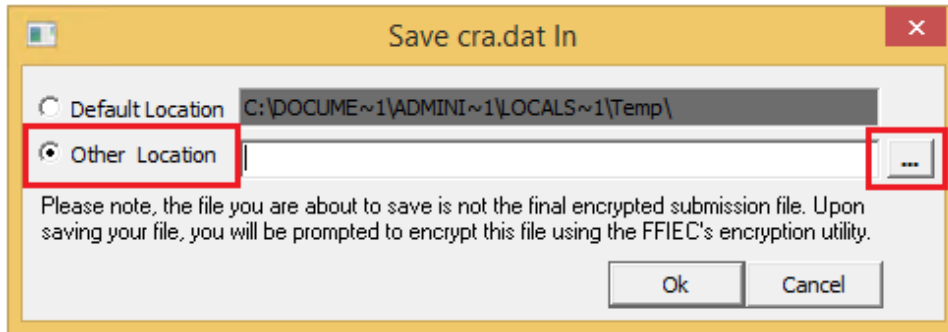 Save cra.dat In
Default Location C:\DOCUME~1\ADMINI~1\LOCALS~1\Temp\
Other Location ...
Please note, the file you are about to save is not the final encrypted submission file. Upon
saving your file, you will be prompted to encrypt this file using the FFIEC's encryption utility.
Ok Cancel